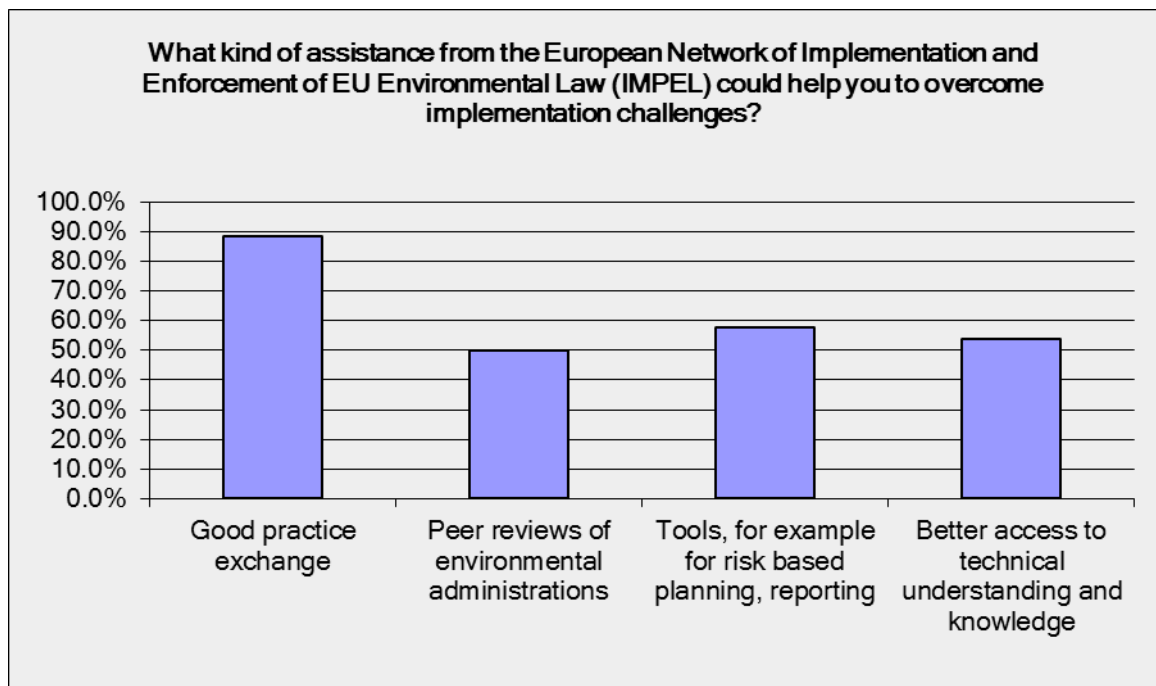 What kind of assistance from the European Network of Implementation and
Enforcement of EU Environmental Law (IMPEL) could help you to overcome
implementation challenges?
100.0%
90.0%
80.0%
70.0%
60.0%
50.0%
40.0%
30.0%
20.0%
10.0%
0.0%
Good practice
exchange
Peer reviews of
environmental
administrations
Tools, for example
for risk based
planning, reporting
Better access to
technical
understanding and
knowledge